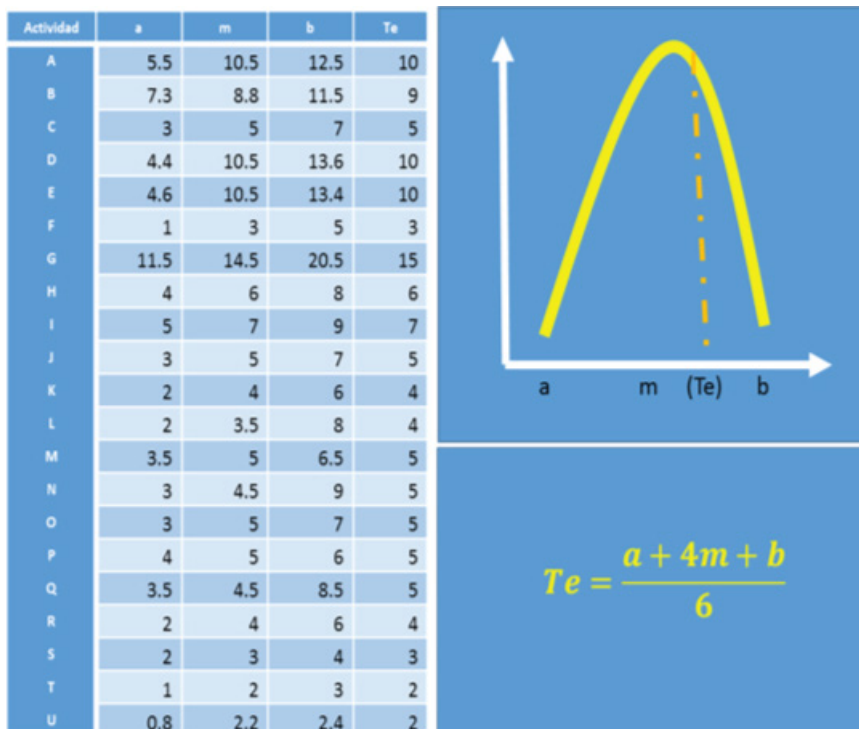 Actividad a m b Te
A 5.5 10.5 12.5 10
B 7.3 8.8 11.5 9
C 3 5 7 5
D 4.4 10.5 13.6 10
E 4.6 10.5 13.4 10
F 1 3 5 3
G 11.5 14.5 20.5 15
H 4 6 8 6
I 5 7 9 7
J 3 5 7 5
K 2 4 6 4
L 2 3.5 8 4
M 3.5 5 6.5 5
N 3 4.5 9 5
O 3 5 7 5
P 4 5 6 5
Q 3.5 4.5 8.5 5
R 2 4 6 4
S 2 3 4 3
T 1 2 3 2
U 0.8 2.2 2.4 2
a m (Te) b
Te = (a + 4m + b) / 6